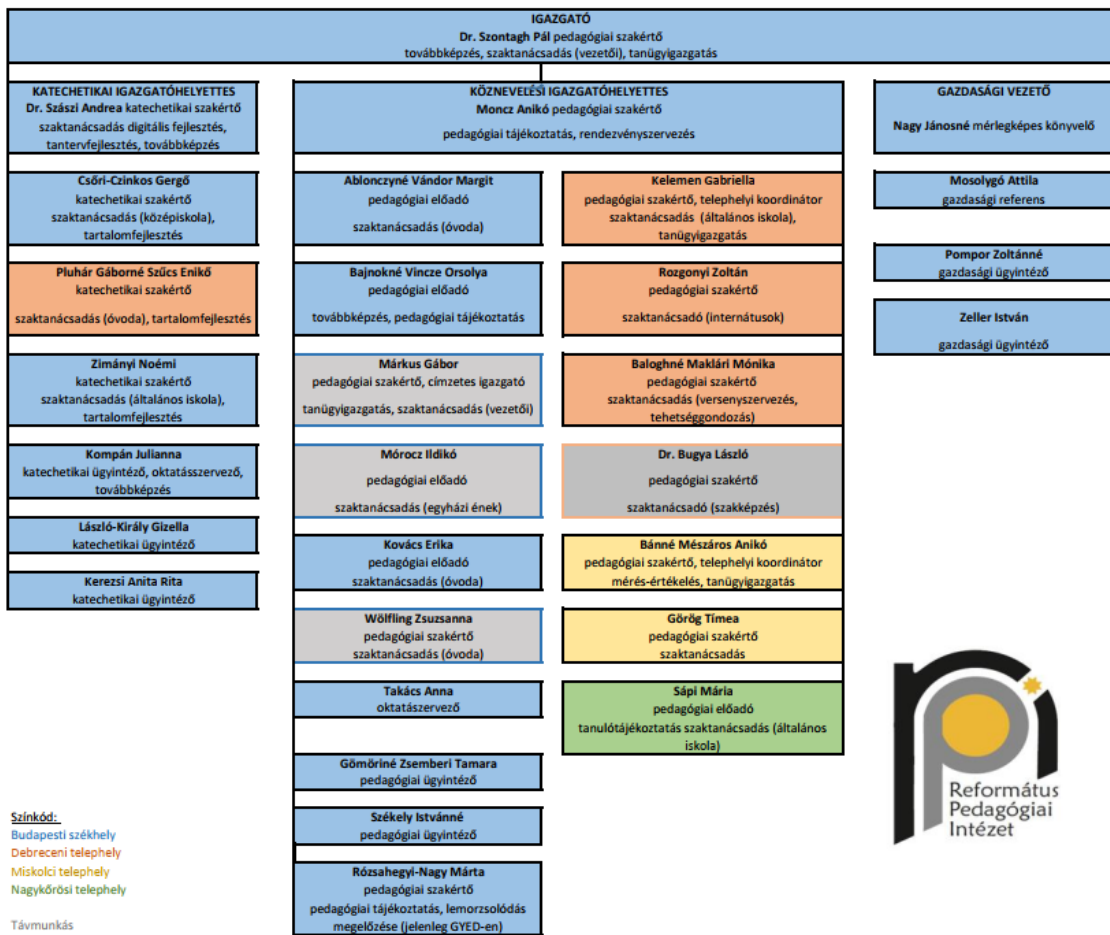 IGAZGATÓ
Dr. Szontagh Pál pedagógiai szakértő
továbbképzés, szaktanácsadás (vezetői), tanügyigazgatás
KATECHETIKAI IGAZGATÓHELYETTES
Dr. Szászi Andrea katechetikai szakértő
szaktanácsadás digitális fejlesztés,
tantervfejlesztés, továbbképzés
Csőri-Czinkos Gergő
katechetikai szakértő
szaktanácsadás (középiskola),
tartalomfejlesztés
Pluhár Gáborné Szűcs Enikő
katechetikai szakértő
szaktanácsadás (óvoda), tartalomfejlesztés
Zimányi Noémi
katechetikai szakértő
szaktanácsadás (általános iskola),
tartalomfejlesztés
Kompán Julianna
katechetikai ügyintéző, oktatásszervező,
továbbképzés
László-Király Gizella
katechetikai ügyintéző
Kerezsi Anita Rita
katechetikai ügyintéző
KÖZNEVELÉSI IGAZGATÓHELYETTES
Moncz Anikó pedagógiai szakértő
pedagógiai tájékoztatás, rendezvényszervezés
Ablonczyné Vándor Margit
pedagógiai előadó
szaktanácsadás (óvoda)
Bajnokné Vincze Orsolya
pedagógiai előadó
továbbképzés, pedagógiai tájékoztatás
Márkus Gábor
pedagógiai szakértő, címzetes igazgató
tanügyigazgatás, szaktanácsadás (vezetői)
Mórocz Ildikó
pedagógiai előadó
szaktanácsadás (egyházi ének)
Kovács Erika
pedagógiai előadó
szaktanácsadás (óvoda)
Wölfling Zsuzsanna
pedagógiai szakértő
szaktanácsadás (óvoda)
Takács Anna
oktatászervező
Gömöriné Zsemberi Tamara
pedagógiai ügyintéző
Székely Istvánné
pedagógiai ügyintéző
Rózsahegyi-Nagy Márta
pedagógiai szakértő
pedagógiai tájékoztatás, lemorzsolódás
megelőzése (jelenleg GYED-en)
Kelemen Gabriella
pedagógiai szakértő, telephelyi koordinátor
szaktanácsadás (általános iskola),
tanügyigazgatás
Rozgonyi Zoltán
pedagógiai szakértő
szaktanácsadó (internátusok)
Baloghné Maklári Mónika
pedagógiai szakértő
szaktanácsadás (versenyszervezés,
tehetséggondozás)
Dr. Bugya László
pedagógiai szakértő
szaktanácsadó (szakképzés)
Bánné Mészáros Anikó
pedagógiai szakértő, telephelyi koordinátor
mérés-értékelés, tanügyigazgatás
Görög Tímea
pedagógiai szakértő
szaktanácsadás
Sápi Mária
pedagógiai előadó
tanulótájékoztatás szaktanácsadás (általános
iskola)
GAZDASÁGI VEZETŐ
Nagy Jánosné mérlegképes könyvelő
Mosolygó Attila
gazdasági referens
Pompor Zoltánné
gazdasági ügyintéző
Zeller István
gazdasági ügyintéző
Színkód:
Budapesti székhely
Debreceni telephely
Miskolci telephely
Nagykőrösi telephely
Távmunkás
Református
Pedagógiai
Intézet